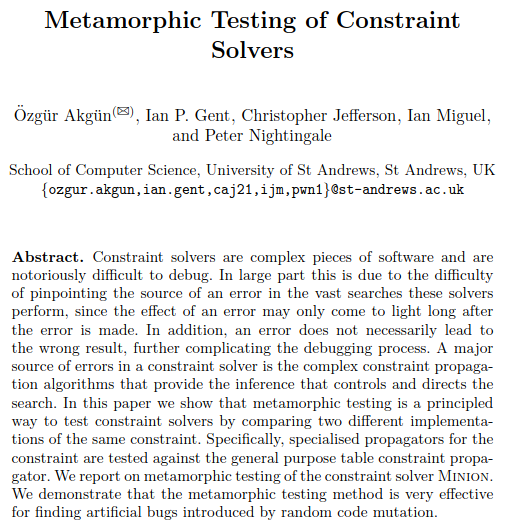 Metamorphic Testing of Constraint
Solvers
Özgür Akgün(✉), Ian P. Gent, Christopher Jefferson, Ian Miguel,
and Peter Nightingale
School of Computer Science, University of St Andrews, St Andrews, UK
{ozgur.akgun,ian.gent,caj21,ijm,pwn1}@st-andrews.ac.uk
Abstract. Constraint solvers are complex pieces of software and are
notoriously difficult to debug. In large part this is due to the difficulty
of pinpointing the source of an error in the vast searches these solvers
perform, since the effect of an error may only come to light long after
the error is made. In addition, an error does not necessarily lead to
the wrong result, further complicating the debugging process. A major
source of errors in a constraint solver is the complex constraint propaga-
tion algorithms that provide the inference that controls and directs the
search. In this paper we show that metamorphic testing is a principled
way to test constraint solvers by comparing two different implementa-
tions of the same constraint. Specifically, specialised propagators for the
constraint are tested against the general purpose table constraint propa-
gator. We report on metamorphic testing of the constraint solver Minion.
We demonstrate that the metamorphic testing method is very effective
for finding artificial bugs introduced by random code mutation.